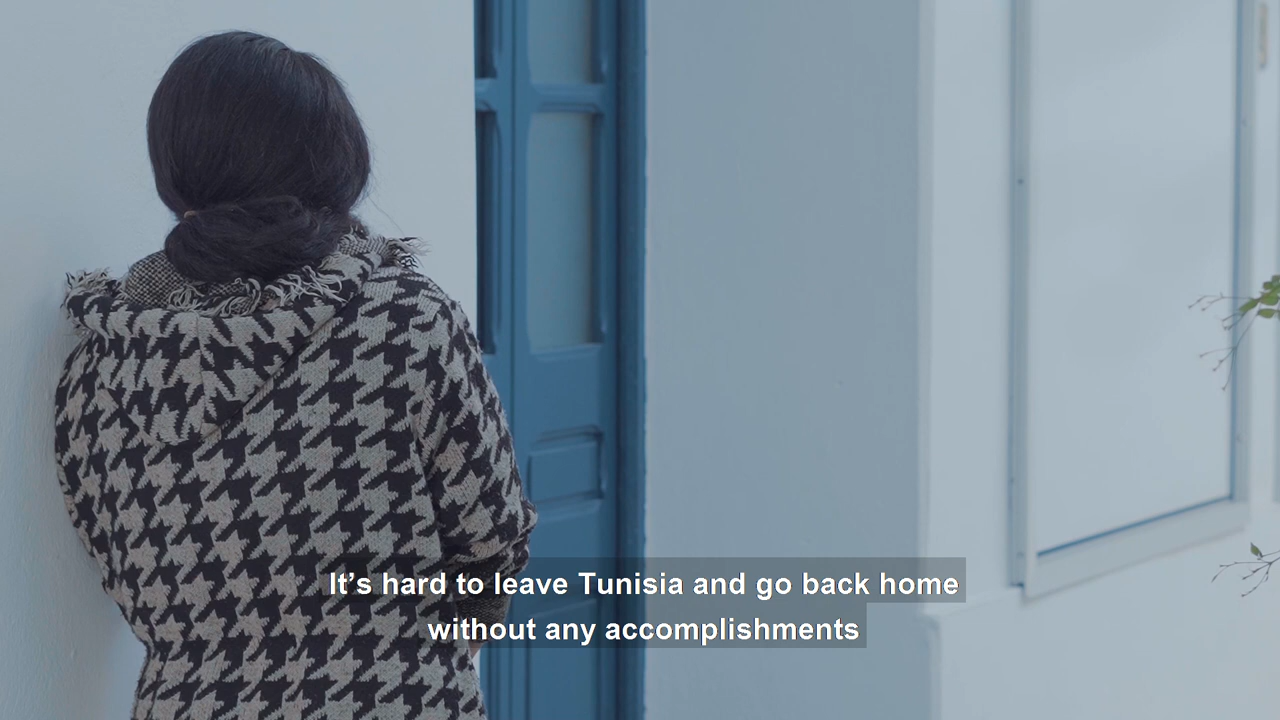 It’s hard to leave Tunisia and go back home
without any accomplishments